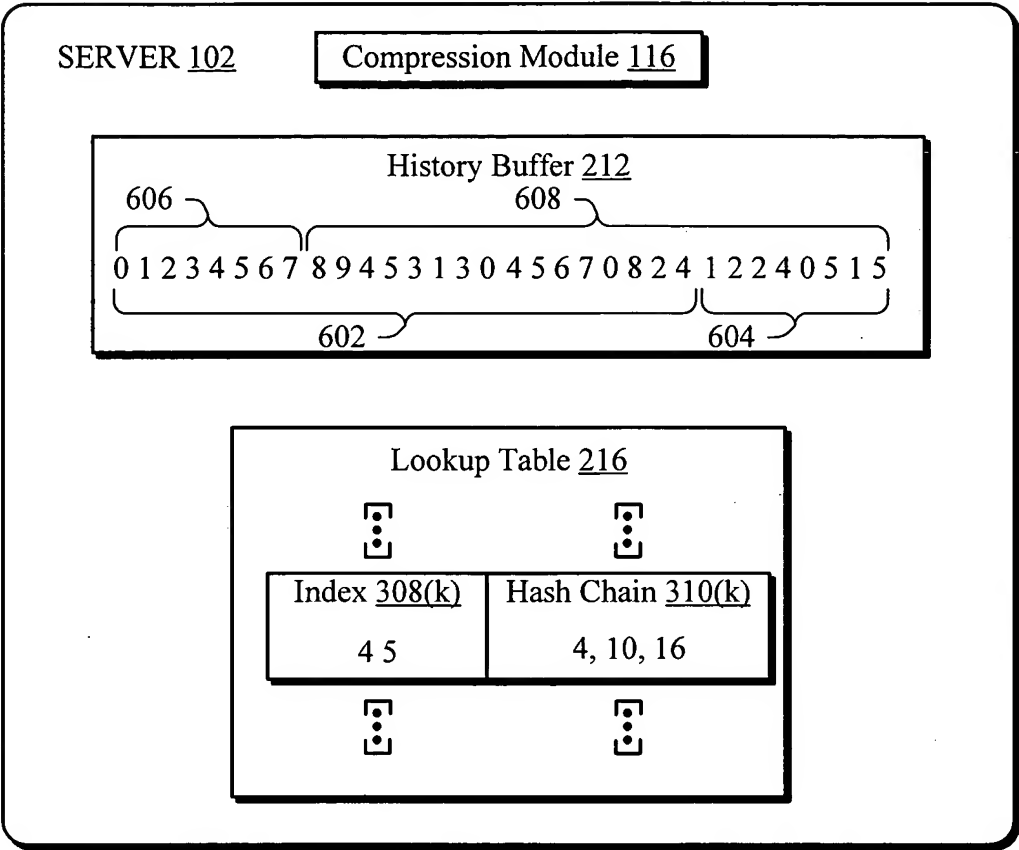 SERVER 102
Compression Module 116
History Buffer 212
606
608
0 1 2 3 4 5 6 7 8 9 4 5 3 1 3 0 4 5 6 7 0 8 2 4 1 2 2 4 0 5 1 5
602
604
Lookup Table 216
Index 308(k)
Hash Chain 310(k)
4 5
4, 10, 16